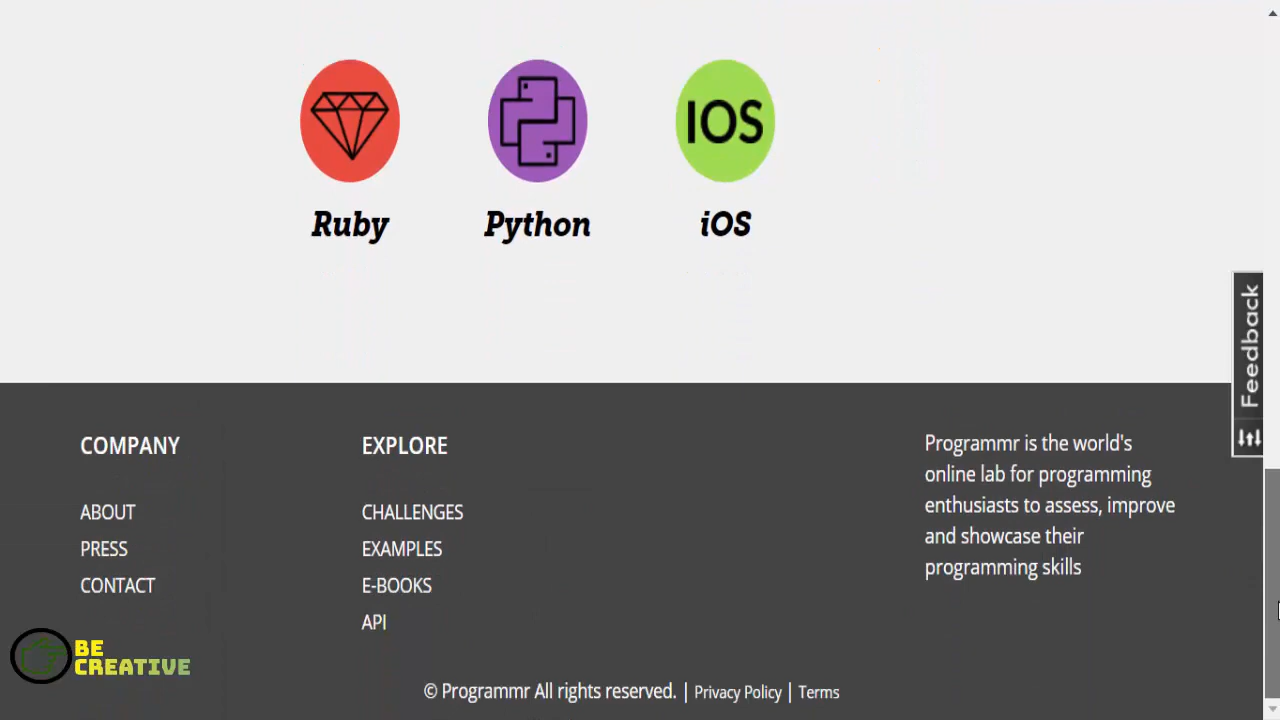 IOS
Ruby
Python
iOS
Feedback
COMPANY
ABOUT
PRESS
CONTACT
EXPLORE
CHALLENGES
EXAMPLES
E-BOOKS
API
Programmr is the world's
online lab for programming
enthusiasts to assess, improve
and showcase their
programming skills
BE
CREATIVE
© Programmr All rights reserved. | Privacy Policy | Terms